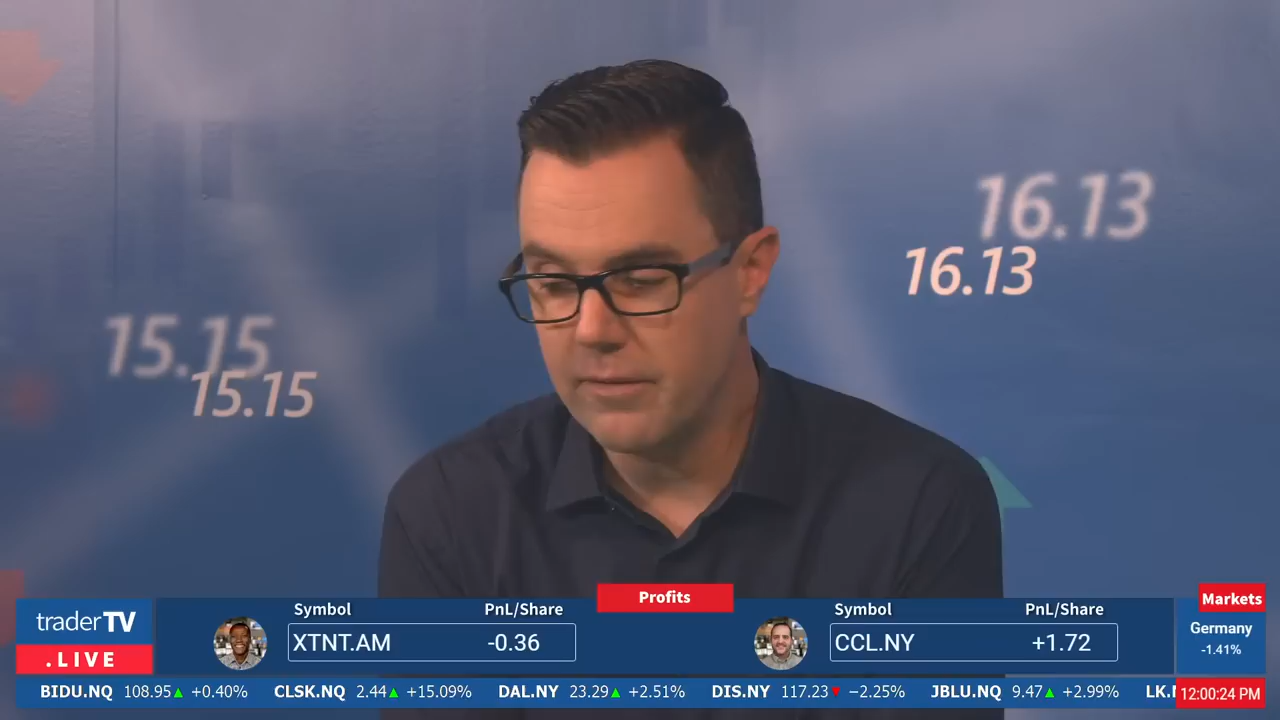 16.13
16.13
15.15
15.15
Profits
Markets
Symbol PnL/Share
XTNT.AM -0.36
Symbol PnL/Share
CCL.NY +1.72
traderTV
.LIVE
Germany
-1.41%
BIDU.NQ 108.95▲ +0.40% CLSK.NQ 2.44▲ +15.09% DAL.NY 23.29▲ +2.51% DIS.NY 117.23▼ −2.25% JBLU.NQ 9.47▲ +2.99%
12:00:24 PM